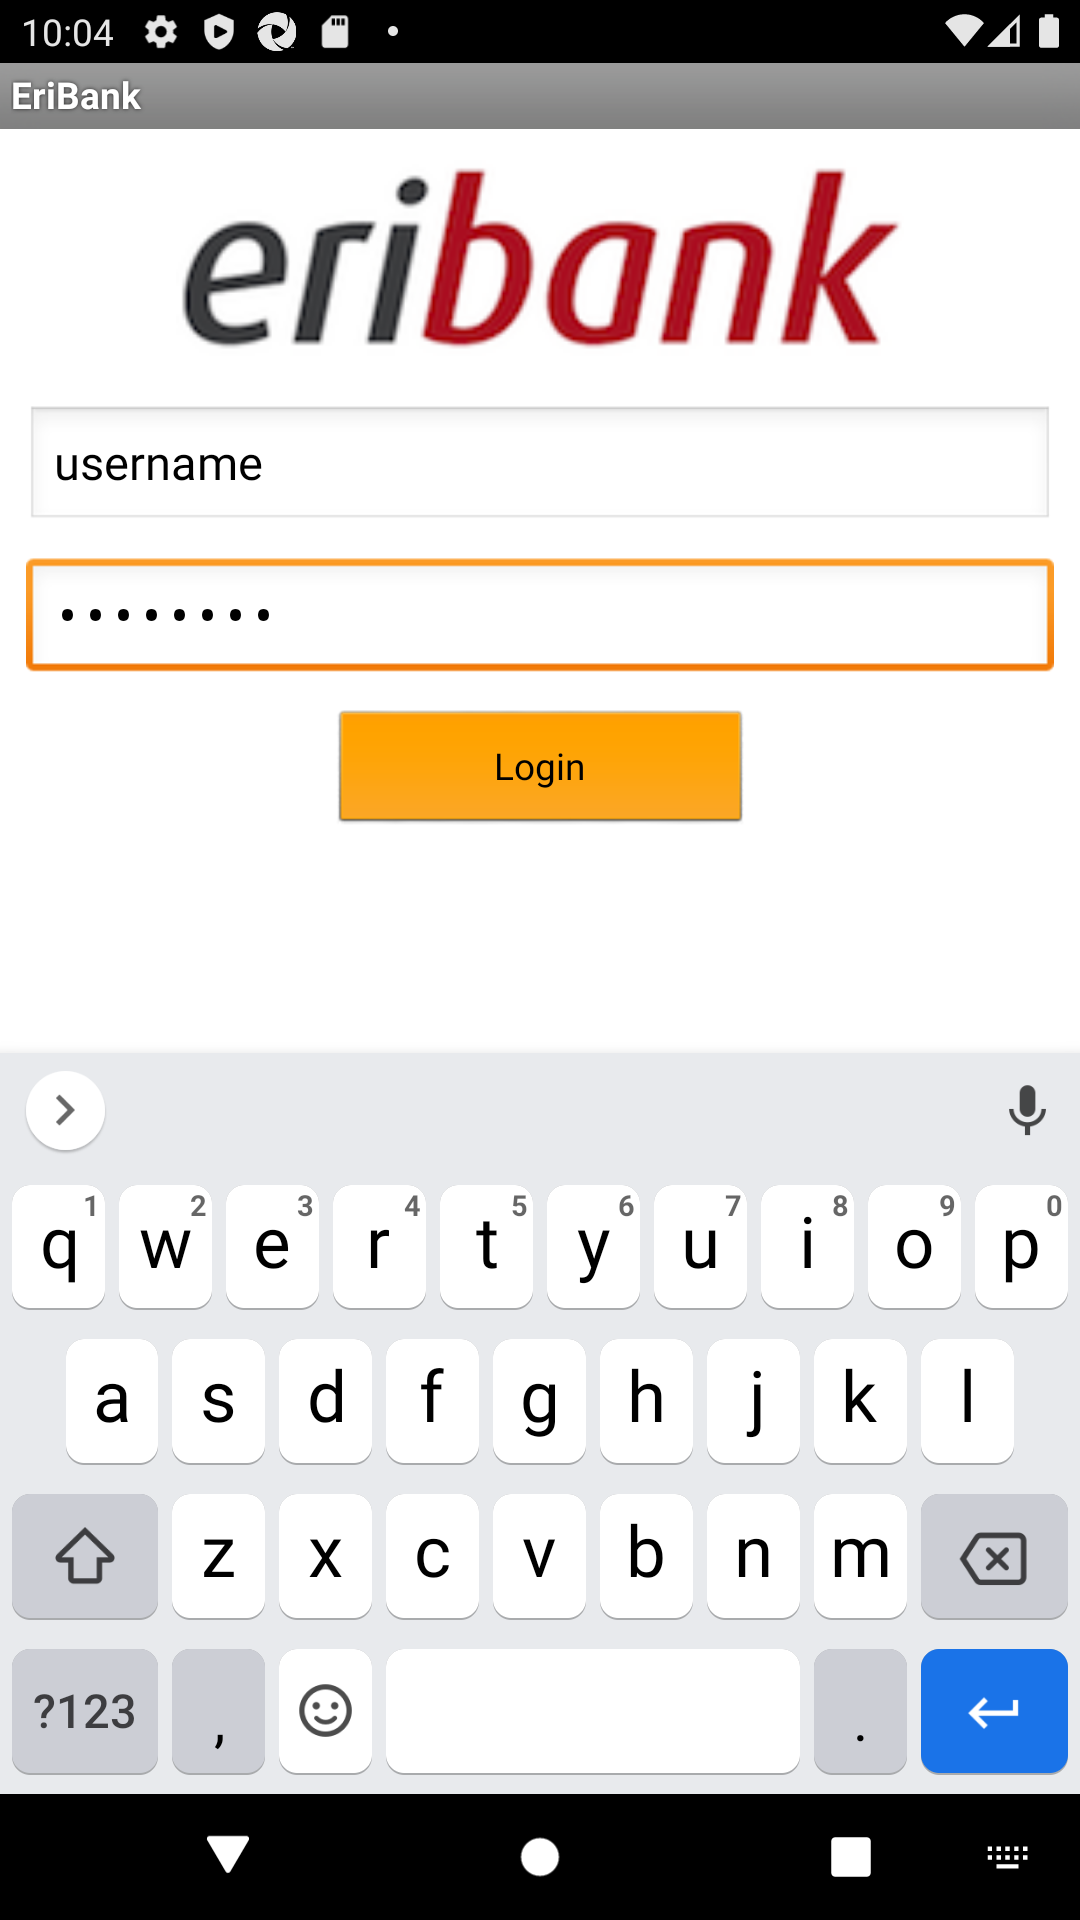 10:04
EriBank
eribank
username
••••••••
Login
q 1 w 2 e 3 r 4 t 5 y 6 u 7 i 8 o 9 p 0
a s d f g h j k l
z x c v b n m
?123 , .